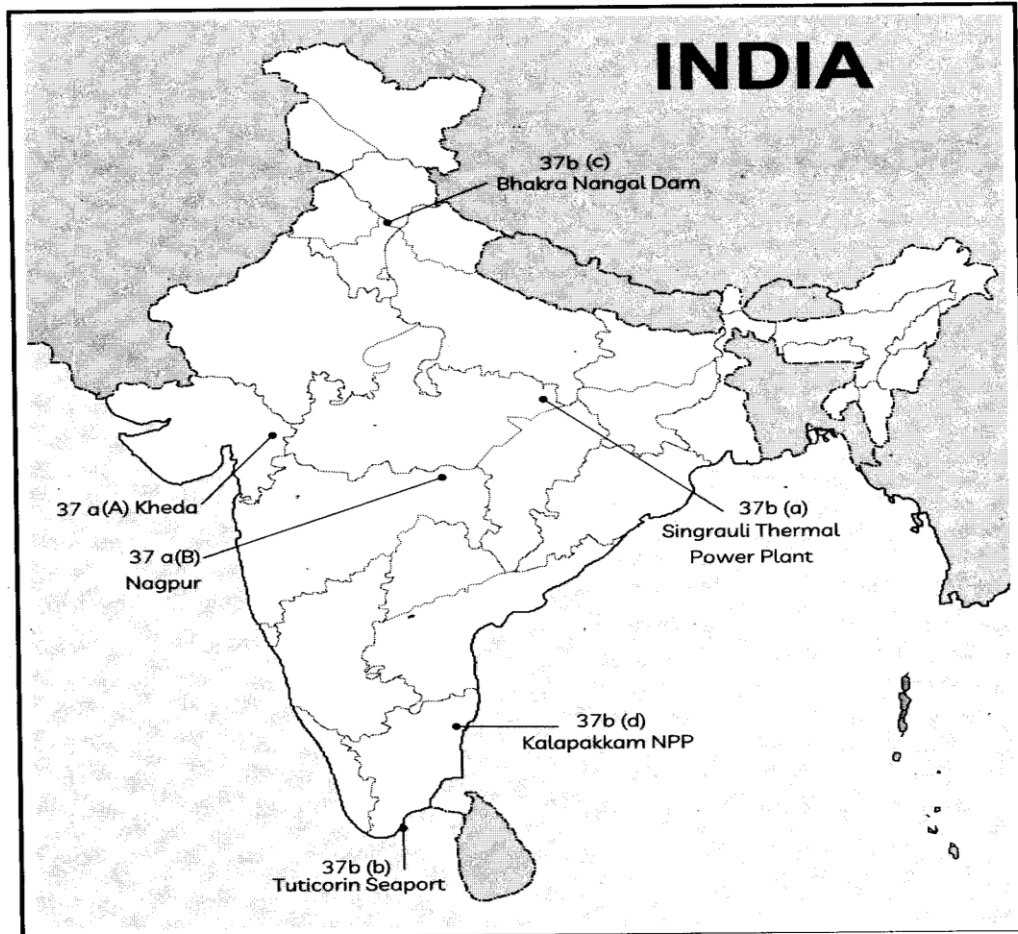 INDIA
37b (c)
Bhakra Nangal Dam
37 a(A) Kheda
37 a(B)
Nagpur
37b (a)
Singrauli Thermal
Power Plant
37b (d)
Kalapakkam NPP
37b (b)
Tuticorin Seaport